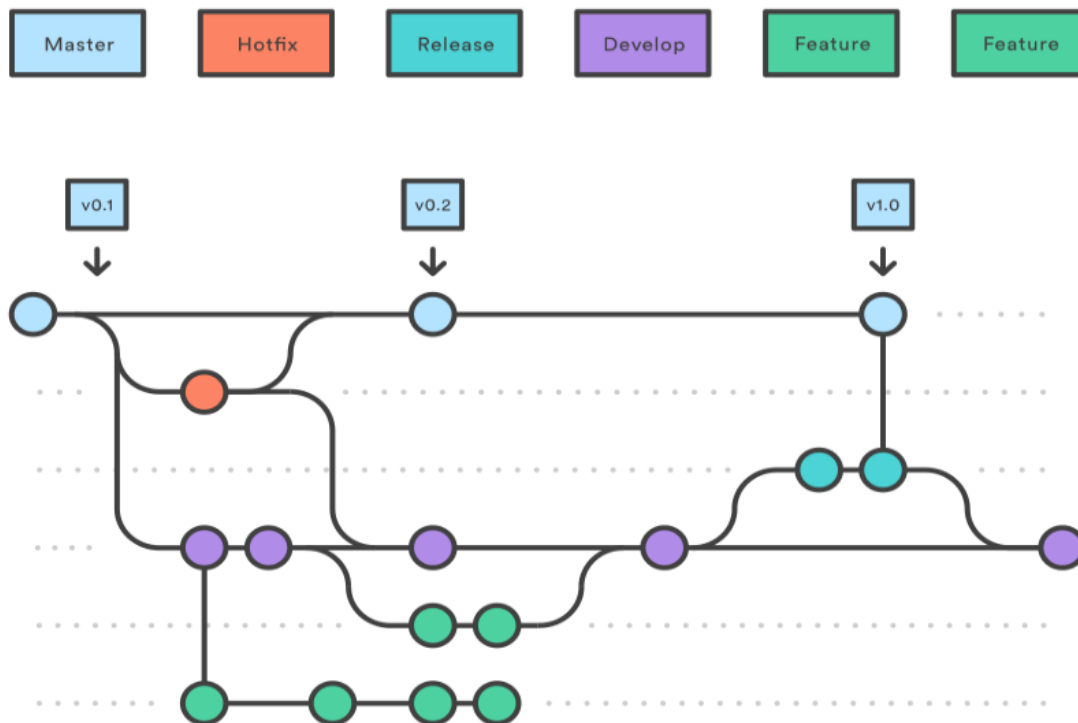 Master
Hotfix
Release
Develop
Feature
Feature
v0.1
v0.2
v1.0